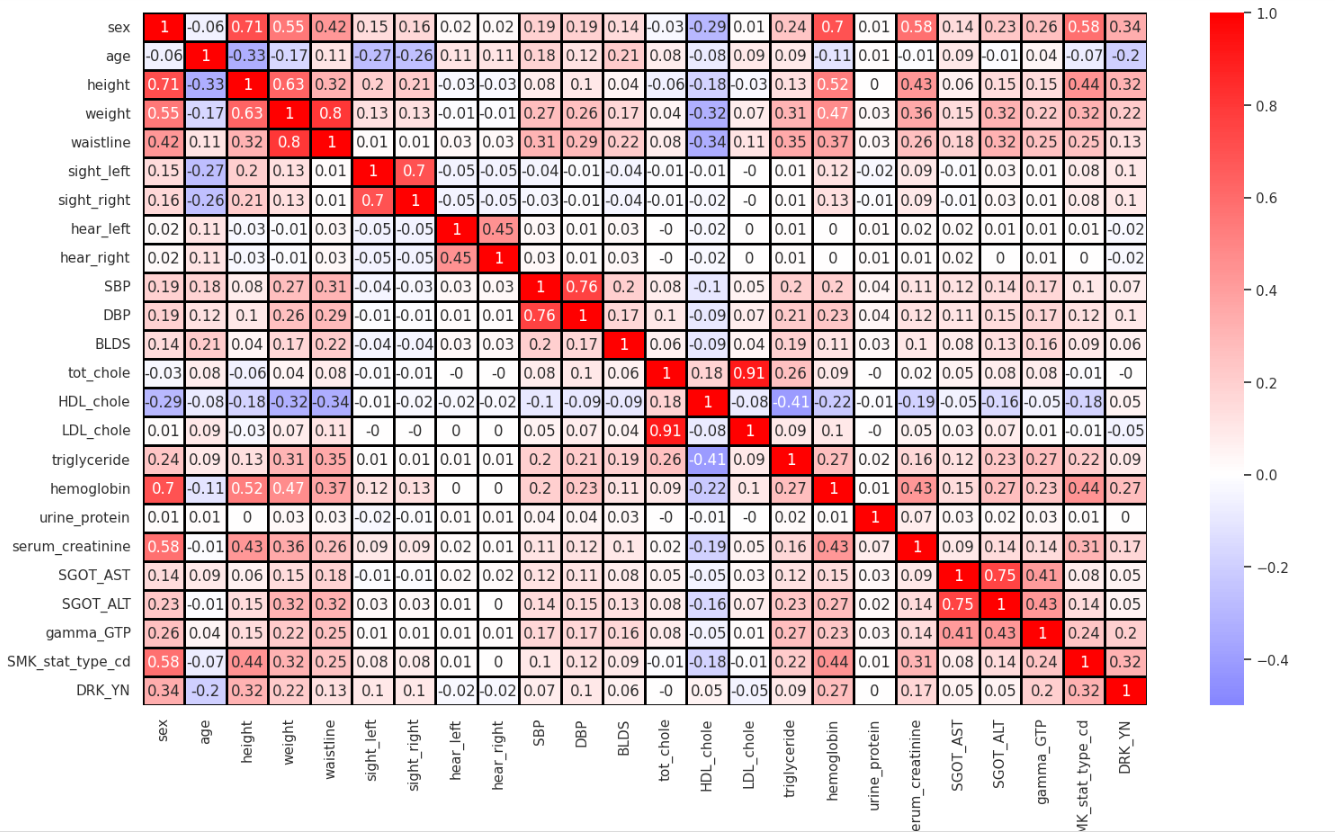 sex 1 -0.06 0.71 0.55 0.42 0.15 0.16 0.02 0.02 0.19 0.19 0.14 -0.03 -0.29 0.01 0.24 0.7 0.01 0.58 0.14 0.23 0.26 0.58 0.34
age -0.06 1 -0.33 -0.17 0.11 -0.27 -0.26 0.11 0.11 0.18 0.12 0.21 0.08 -0.08 0.09 0.09 -0.11 0.01 -0.01 0.09 -0.01 0.04 -0.07 -0.2
height 0.71 -0.33 1 0.63 0.32 0.2 0.21 -0.03 -0.03 0.08 0.1 0.04 -0.06 -0.18 -0.03 0.13 0.52 0 0.43 0.06 0.15 0.15 0.44 0.32
weight 0.55 -0.17 0.63 1 0.8 0.13 0.13 -0.01 -0.01 0.27 0.26 0.17 0.04 -0.32 0.07 0.31 0.47 0.03 0.36 0.15 0.32 0.22 0.32 0.22
waistline 0.42 0.11 0.32 0.8 1 0.01 0.01 0.03 0.03 0.31 0.29 0.22 0.08 -0.34 0.11 0.35 0.37 0.03 0.26 0.18 0.32 0.25 0.25 0.13
sight_left 0.15 -0.27 0.2 0.13 0.01 1 0.7 -0.05 -0.05 -0.04 -0.01 -0.04 -0.01 -0.01 -0 0.01 0.12 -0.02 0.09 -0.01 0.03 0.01 0.08 0.1
sight_right 0.16 -0.26 0.21 0.13 0.01 0.7 1 -0.05 -0.05 -0.03 -0.01 -0.04 -0.01 -0.02 -0 0.01 0.13 -0.01 0.09 -0.01 0.03 0.01 0.08 0.1
hear_left 0.02 0.11 -0.03 -0.01 0.03 -0.05 -0.05 1 0.45 0.03 0.01 0.03 -0 -0.02 0 0.01 0 0.01 0.02 0.02 0.01 0.01 0.01 -0.02
hear_right 0.02 0.11 -0.03 -0.01 0.03 -0.05 -0.05 0.45 1 0.03 0.01 0.03 -0 -0.02 0 0.01 0 0.01 0.01 0.02 0 0.01 0 -0.02
SBP 0.19 0.18 0.08 0.27 0.31 -0.04 -0.03 0.03 0.03 1 0.76 0.2 0.08 -0.1 0.05 0.2 0.2 0.04 0.11 0.12 0.14 0.17 0.1 0.07
DBP 0.19 0.12 0.1 0.26 0.29 -0.01 -0.01 0.01 0.01 0.76 1 0.17 0.1 -0.09 0.07 0.21 0.23 0.04 0.12 0.11 0.15 0.17 0.12 0.1
BLDS 0.14 0.21 0.04 0.17 0.22 -0.04 -0.04 0.03 0.03 0.2 0.17 1 0.06 -0.09 0.04 0.19 0.11 0.03 0.1 0.08 0.13 0.16 0.09 0.06
tot_chole -0.03 0.08 -0.06 0.04 0.08 -0.01 -0.01 -0 -0 0.08 0.1 0.06 1 0.18 0.91 0.26 0.09 -0 0.02 0.05 0.08 0.08 -0.01 -0
HDL_chole -0.29 -0.08 -0.18 -0.32 -0.34 -0.01 -0.02 -0.02 -0.02 -0.1 -0.09 -0.09 0.18 1 -0.08 -0.41 -0.22 -0.01 -0.19 -0.05 -0.16 -0.05 -0.18 0.05
LDL_chole 0.01 0.09 -0.03 0.07 0.11 -0 -0 0 0 0.05 0.07 0.04 0.91 -0.08 1 0.09 0.1 -0 0.05 0.03 0.07 0.01 -0.01 -0.05
triglyceride 0.24 0.09 0.13 0.31 0.35 0.01 0.01 0.01 0.01 0.2 0.21 0.19 0.26 -0.41 0.09 1 0.27 0.02 0.16 0.12 0.23 0.27 0.22 0.09
hemoglobin 0.7 -0.11 0.52 0.47 0.37 0.12 0.13 0 0 0.2 0.23 0.11 0.09 -0.22 0.1 0.27 1 0.01 0.43 0.15 0.27 0.23 0.44 0.27
urine_protein 0.01 0.01 0 0.03 0.03 -0.02 -0.01 0.01 0.01 0.04 0.04 0.03 -0 -0.01 -0 0.02 0.01 1 0.07 0.03 0.02 0.03 0.01 0
serum_creatinine 0.58 -0.01 0.43 0.36 0.26 0.09 0.09 0.02 0.01 0.11 0.12 0.1 0.02 -0.19 0.05 0.16 0.43 0.07 1 0.09 0.14 0.14 0.31 0.17
SGOT_AST 0.14 0.09 0.06 0.15 0.18 -0.01 -0.01 0.02 0.02 0.12 0.11 0.08 0.05 -0.05 0.03 0.12 0.15 0.03 0.09 1 0.75 0.41 0.08 0.05
SGOT_ALT 0.23 -0.01 0.15 0.32 0.32 0.03 0.03 0.01 0 0.14 0.15 0.13 0.08 -0.16 0.07 0.23 0.27 0.02 0.14 0.75 1 0.43 0.14 0.05
gamma_GTP 0.26 0.04 0.15 0.22 0.25 0.01 0.01 0.01 0.01 0.17 0.17 0.16 0.08 -0.05 0.01 0.27 0.23 0.03 0.14 0.41 0.43 1 0.24 0.2
SMK_stat_type_cd 0.58 -0.07 0.44 0.32 0.25 0.08 0.08 0.01 0 0.1 0.12 0.09 -0.01 -0.18 -0.01 0.22 0.44 0.01 0.31 0.08 0.14 0.24 1 0.32
DRK_YN 0.34 -0.2 0.32 0.22 0.13 0.1 0.1 -0.02 -0.02 0.07 0.1 0.06 -0 0.05 -0.05 0.09 0.27 0 0.17 0.05 0.05 0.2 0.32 1
sex
age
height
weight
waistline
sight_left
sight_right
hear_left
hear_right
SBP
DBP
BLDS
tot_chole
HDL_chole
LDL_chole
triglyceride
hemoglobin
urine_protein
erum_creatinine
SGOT_AST
SGOT_ALT
gamma_GTP
MK_stat_type_cd
DRK_YN
1.0
0.8
0.6
0.4
0.2
0.0
−0.2
−0.4